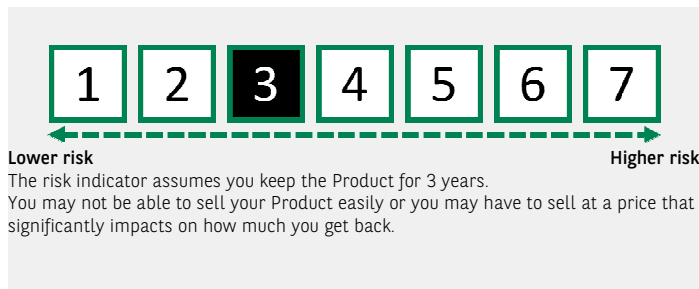 1 2 3 4 5 6 7
Lower risk Higher risk
The risk indicator assumes you keep the Product for 3 years.
You may not be able to sell your Product easily or you may have to sell at a price that
significantly impacts on how much you get back.